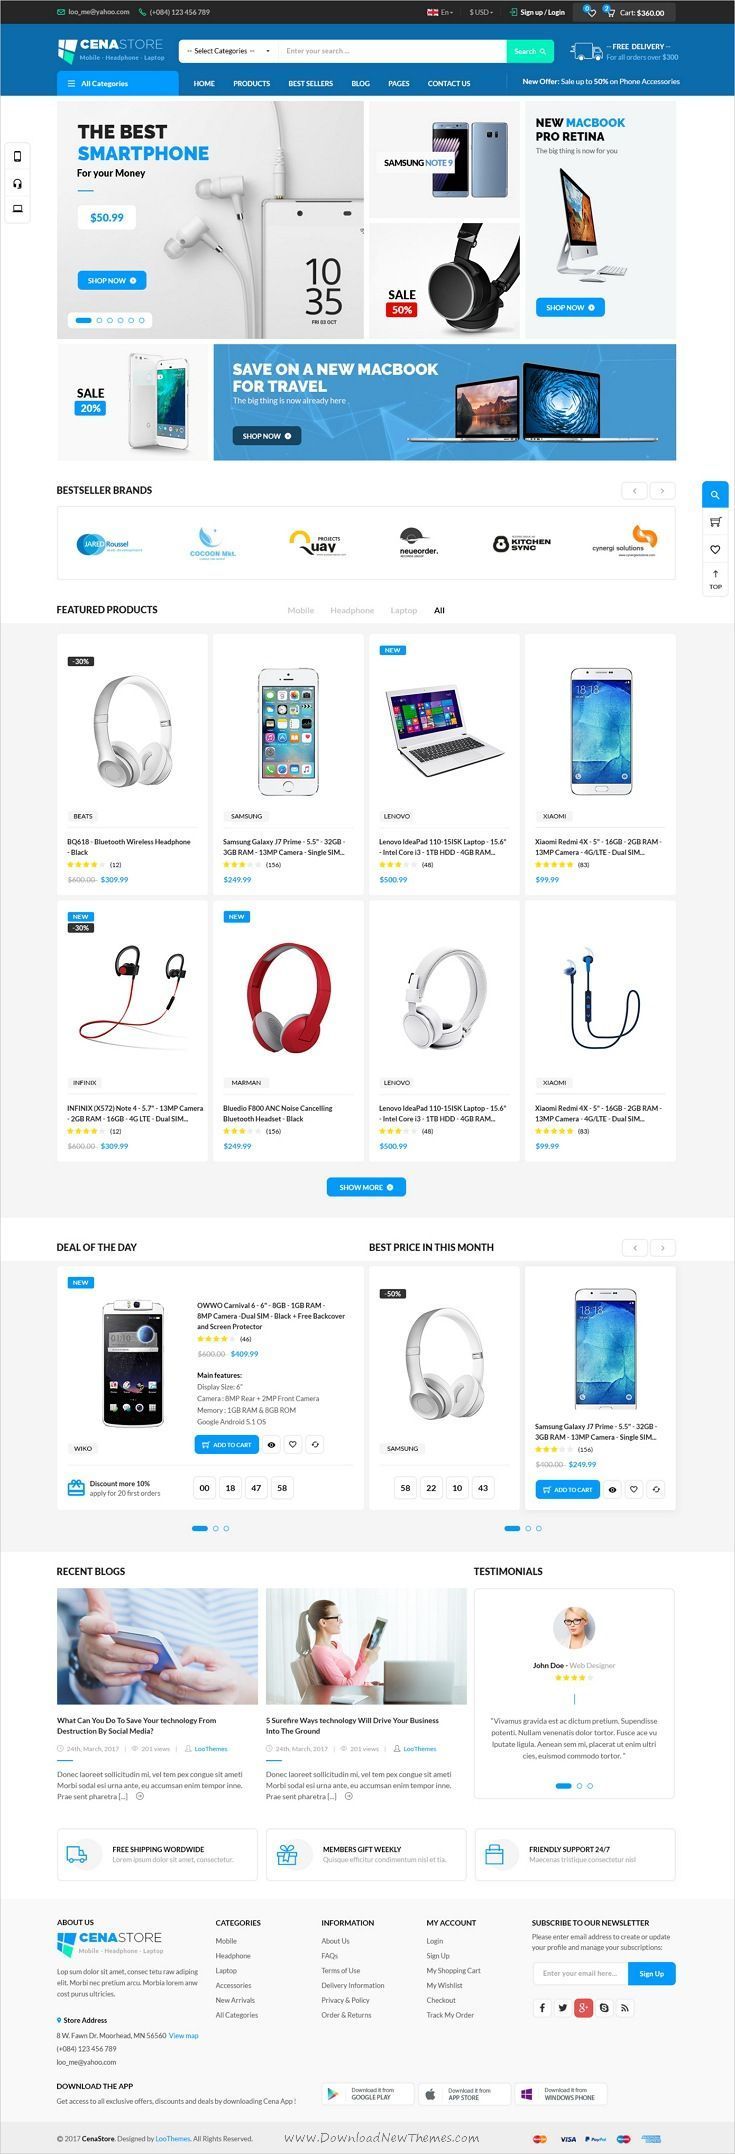 loo_me@yahoo.com (+084) 123 456 789 En $ USD Sign up / Login 0 2 Cart: $360.00
CENASTORE
Mobile - Headphone - Laptop
-- Select Categories -- Enter your search ... Search
-- FREE DELIVERY --
For all orders over $300
All Categories HOME PRODUCTS BEST SELLERS BLOG PAGES CONTACT US New Offer: Sale up to 50% on Phone Accessories
THE BEST
SMARTPHONE
For your Money
$50.99
SHOP NOW
10
35
FRI 03 OCT
SAMSUNG NOTE 9
SALE
50%
NEW MACBOOK
PRO RETINA
The big thing is now for you
SHOP NOW
SALE
20%
SAVE ON A NEW MACBOOK
FOR TRAVEL
The big thing is now already here
SHOP NOW
TOP
BESTSELLER BRANDS
JARED Roussel
COCOON Mkt.
PROJECTS
Quay
neueorder.
KITCHEN
SYNC
cynergi solutions
FEATURED PRODUCTS Mobile Headphone Laptop All
-30%
BEATS
BQ618 - Bluetooth Wireless Headphone
- Black
(12)
$600.00- $309.99
SAMSUNG
Samsung Galaxy J7 Prime - 5.5" - 32GB -
3GB RAM - 13MP Camera - Single SIM...
(156)
$249.99
NEW
LENOVO
Lenovo IdeaPad 110-15ISK Laptop - 15.6"
- Intel Core i3 - 1TB HDD - 4GB RAM...
(48)
$500.99
18:18
XIAOMI
Xiaomi Redmi 4X - 5" - 16GB - 2GB RAM -
13MP Camera - 4G/LTE - Dual SIM...
(83)
$99.99
NEW
-30%
INFINIX
INFINIX (X572) Note 4 - 5.7" - 13MP Camera
- 2GB RAM - 16GB - 4G LTE - Dual SIM...
(12)
$600.00- $309.99
NEW
MARMAN
Bluedio F800 ANC Noise Cancelling
Bluetooth Headset - Black
(156)
$249.99
LENOVO
Lenovo IdeaPad 110-15ISK Laptop - 15.6"
- Intel Core i3 - 1TB HDD - 4GB RAM...
(48)
$500.99
XIAOMI
Xiaomi Redmi 4X - 5" - 16GB - 2GB RAM -
13MP Camera - 4G/LTE - Dual SIM...
(83)
$99.99
SHOW MORE
DEAL OF THE DAY
NEW
WIKO
OWWO Carnival 6 - 6" - 8GB - 1GB RAM -
8MP Camera -Dual SIM - Black + Free Backcover
and Screen Protector
(46)
$600.00- $409.99
Main features:
Display Size: 6"
Camera : 8MP Rear + 2MP Front Camera
Memory : 1GB RAM & 8GB ROM
Google Android 5.1 OS
ADD TO CART
Discount more 10%
apply for 20 first orders
00 18 47 58
BEST PRICE IN THIS MONTH
-50%
SAMSUNG
58 22 10 43
18:18
Samsung Galaxy J7 Prime - 5.5" - 32GB -
3GB RAM - 13MP Camera - Single SIM...
(156)
$400.00- $249.99
ADD TO CART
RECENT BLOGS
What Can You Do To Save Your technology From
Destruction By Social Media?
24th, March, 2017 | 201 views | LooThemes
Donec laoreet sollicitudin mi, vel tem pex congue sit ameti
Morbi sodal esi urna ante, eu accumsan enim tempor inne.
Prae sent pharetra [...]
5 Surefire Ways technology Will Drive Your Business
Into The Ground
24th, March, 2017 | 201 views | LooThemes
Donec laoreet sollicitudin mi, vel tem pex congue sit ameti
Morbi sodal esi urna ante, eu accumsan enim tempor inne.
Prae sent pharetra [...]
TESTIMONIALS
John Doe - Web Designer
"Vivamus gravida est ac dictum pretium. Suspendisse
potenti. Nullam venenatis dolor tortor. Fusce ace vu
lputate ligula. Aenean sem mi, placerat ut enim ultri
cies, euismod commodo tortor. "
FREE SHIPPING WORDWIDE
Lorem ipsum dolor sit amet, consectetur.
MEMBERS GIFT WEEKLY
Quisque efficitur condimentum nisl et tia.
FRIENDLY SUPPORT 24/7
Maecenas tristique consectetur nisl
ABOUT US
CENASTORE
Mobile - Headphone - Laptop
Lop sum dolor sit amet, consec tetu raw adiping
elit. Morbi nec pretium arcu. Morbia lorem anw
cost purus ultricies.
Store Address
8 W. Fawn Dr. Moorhead, MN 56560 View map
(+084) 123 456 789
loo_me@yahoo.com
CATEGORIES
Mobile
Headphone
Laptop
Accessories
New Arrivals
All Categories
INFORMATION
About Us
FAQs
Terms of Use
Delivery Information
Privacy & Policy
Order & Returns
MY ACCOUNT
Login
Sign Up
My Shopping Cart
My Wishlist
Checkout
Track My Order
SUBSCRIBE TO OUR NEWSLETTER
Please enter email address to create or update
your profile and manage your subscriptions:
Enter your email here... Sign Up
DOWNLOAD THE APP
Get access to all exclusive offers, discounts and deals by downloading Cena App !
Download it from
GOOGLE PLAY
Download it from
APP STORE
Download it from
WINDOWS PHONE
© 2017 CenaStore. Designed by LooThemes. All Rights Reserved.
www.DownloadNewThemes.com
VISA PayPal